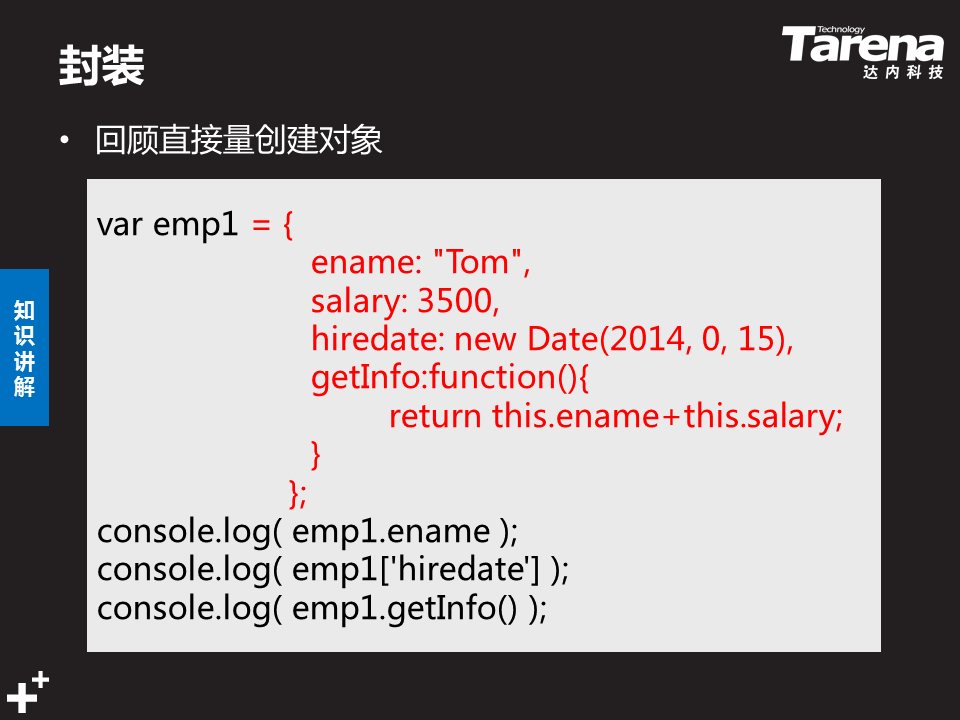 封装
Technology
Tarena
达内科技
• 回顾直接量创建对象
var emp1 = {
ename: "Tom",
salary: 3500,
hiredate: new Date(2014, 0, 15),
getInfo:function(){
return this.ename+this.salary;
}
};
console.log( emp1.ename );
console.log( emp1['hiredate'] );
console.log( emp1.getInfo() );
知
识
讲
解